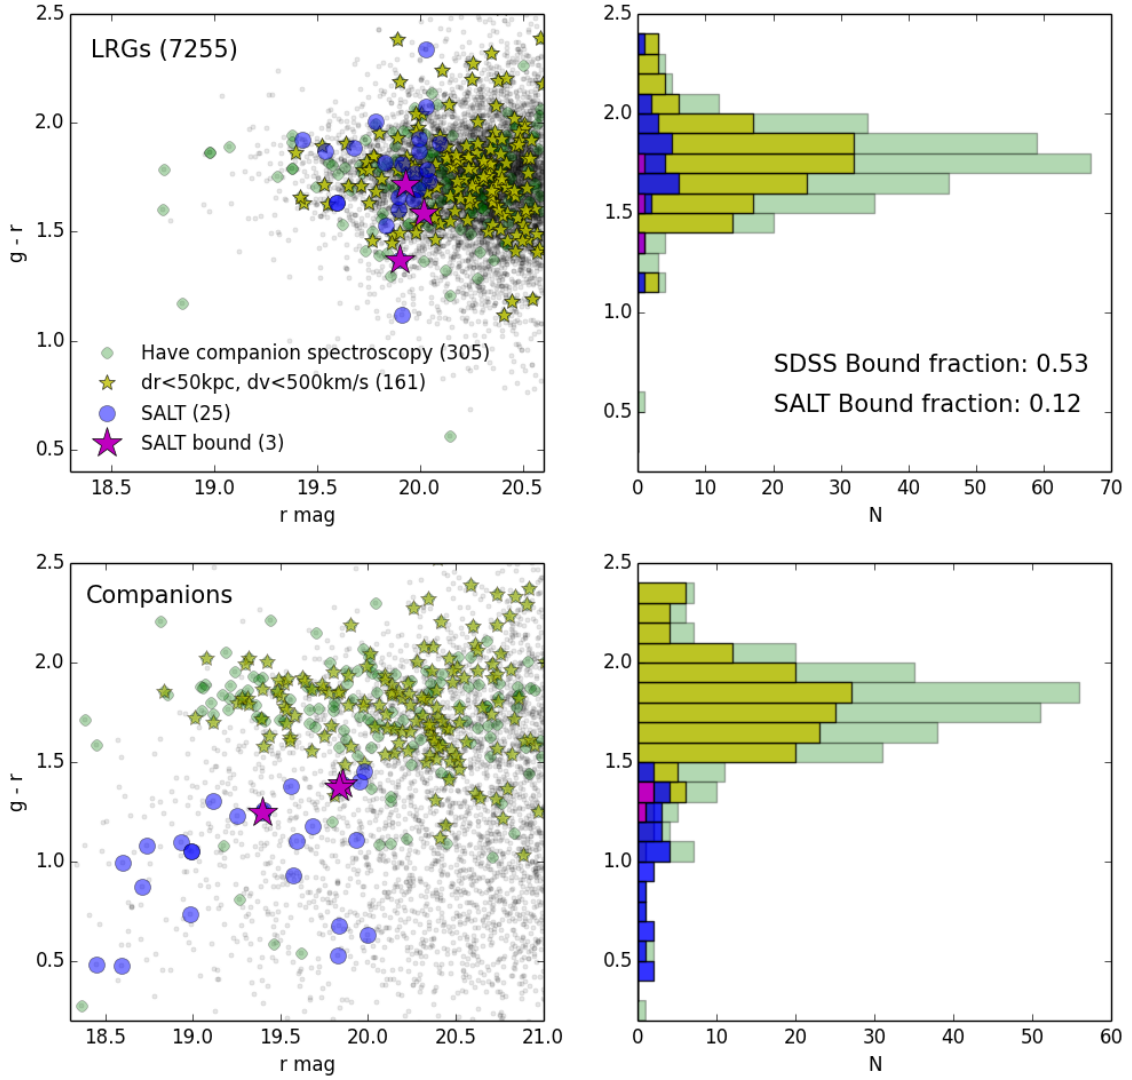 2.5
2.0
1.5
1.0
0.5
g - r
LRGs (7255)
Have companion spectroscopy (305)
dr<50kpc, dv<500km/s (161)
SALT (25)
SALT bound (3)
18.5 19.0 19.5 20.0 20.5
r mag
2.5
2.0
1.5
1.0
0.5
SDSS Bound fraction: 0.53
SALT Bound fraction: 0.12
0 10 20 30 40 50 60 70
N
2.5
2.0
1.5
1.0
0.5
g - r
Companions
18.5 19.0 19.5 20.0 20.5 21.0
r mag
2.5
2.0
1.5
1.0
0.5
0 10 20 30 40 50 60
N